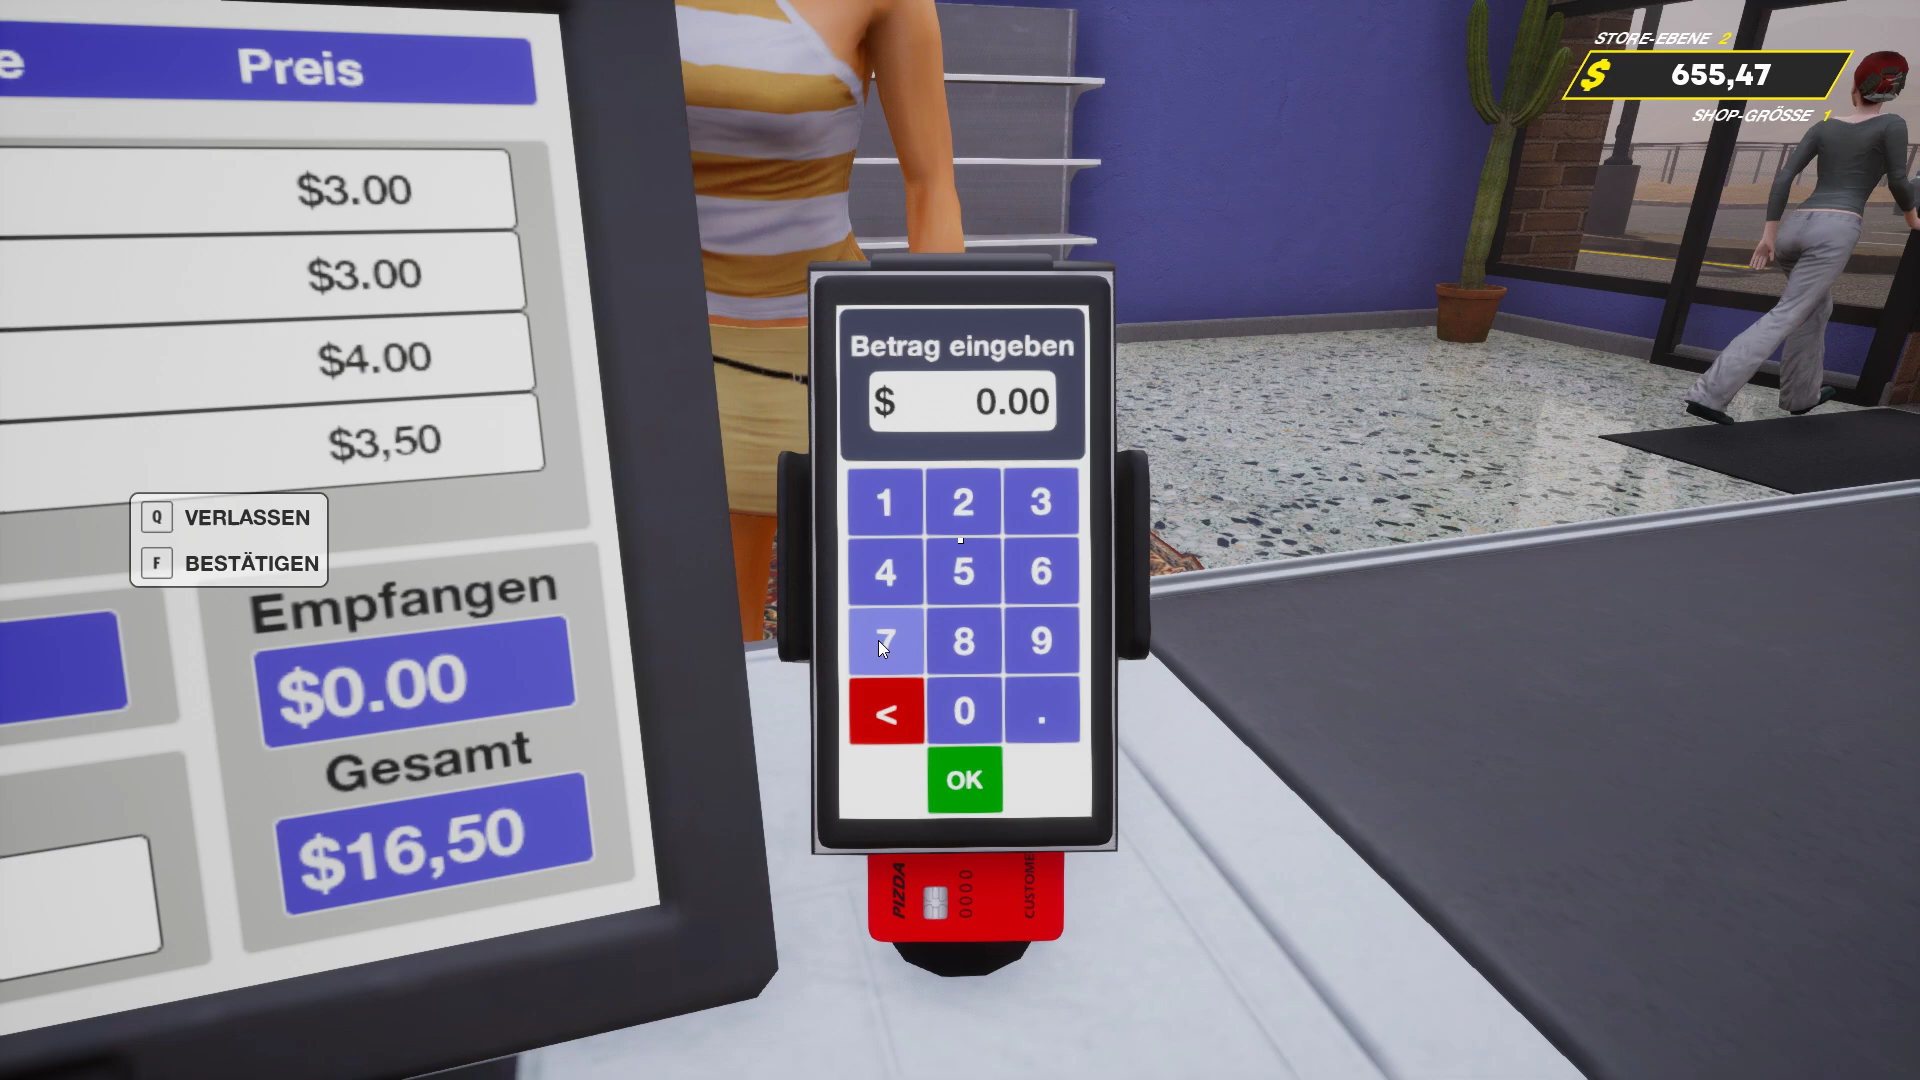 e Preis
$3.00
$3.00
$4.00
$3,50
Q VERLASSEN
F BESTÄTIGEN
Empfangen
$0.00
Gesamt
$16,50
Betrag eingeben
$ 0.00
1 2 3
4 5 6
7 8 9
< 0 .
OK
PIZDA
0000
CUSTOME
STORE-EBENE 2
$ 655,47
SHOP-GRÖSSE 1